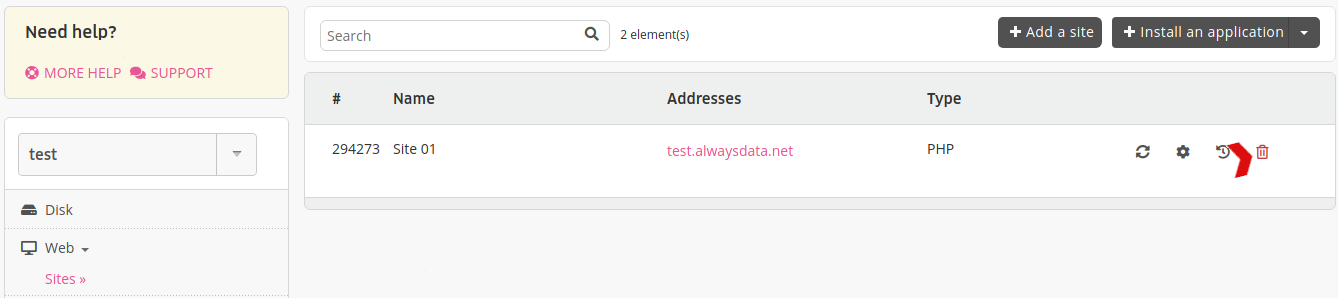 Need help?
MORE HELP SUPPORT
test
Disk
Web
Sites »
Search
2 element(s)
Add a site
Install an application
# Name Addresses Type
294273 Site 01 test.alwaysdata.net PHP